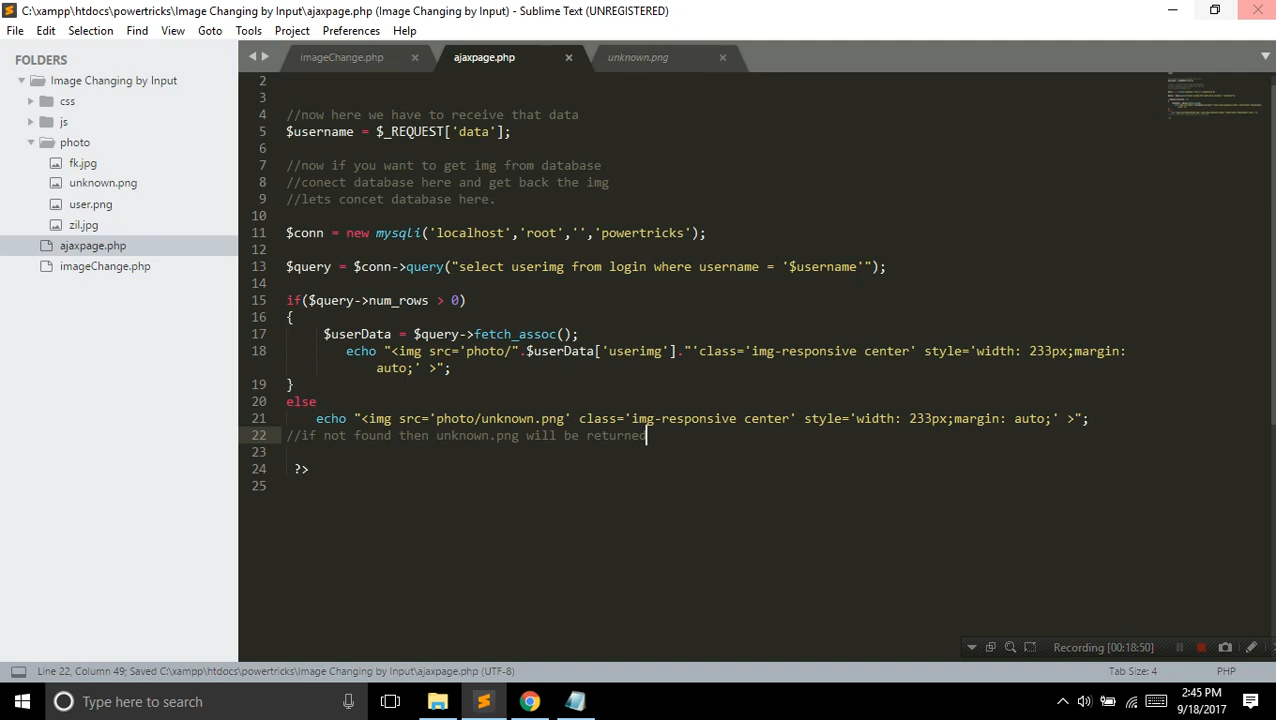 C:\xampp\htdocs\powertricks\Image Changing by Input\ajaxpage.php (Image Changing by Input) - Sublime Text (UNREGISTERED)
File Edit Selection Find View Goto Tools Project Preferences Help
FOLDERS
Image Changing by Input
css
js
photo
fk.jpg
unknown.png
user.png
zil.jpg
ajaxpage.php
imageChange.php
imageChange.php ajaxpage.php unknown.png
2
3
4 //now here we have to receive that data
5 $username = $_REQUEST['data'];
6
7 //now if you want to get img from database
8 //conect database here and get back the img
9 //lets concet database here.
10
11 $conn = new mysqli('localhost','root','','powertricks');
12
13 $query = $conn->query("select userimg from login where username = '$username'");
14
15 if($query->num_rows > 0)
16 {
17 $userData = $query->fetch_assoc();
18 echo "<img src='photo/".$userData['userimg']."'class='img-responsive center' style='width: 233px;margin:
auto;' >";
19 }
20 else
21 echo "<img src='photo/unknown.png' class='img-responsive center' style='width: 233px;margin: auto;' >";
22 //if not found then unknown.png will be returned
23
24 ?>
25
Recording [00:18:50]
Line 22, Column 49; Saved C:\xampp\htdocs\powertricks\Image Changing by Input\ajaxpage.php (UTF-8) Tab Size: 4 PHP
Type here to search
2:45 PM
9/18/2017